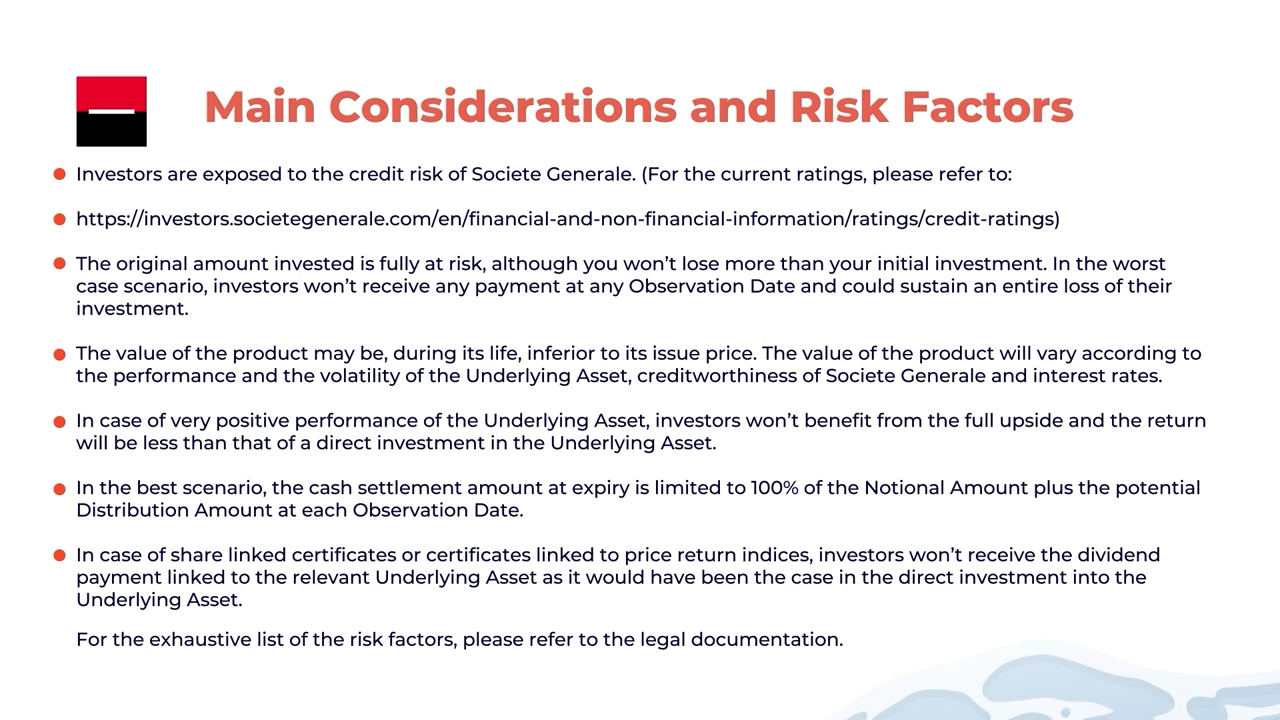 Main Considerations and Risk Factors
Investors are exposed to the credit risk of Societe Generale. (For the current ratings, please refer to:
https://investors.societegenerale.com/en/financial-and-non-financial-information/ratings/credit-ratings)
The original amount invested is fully at risk, although you won’t lose more than your initial investment. In the worst
case scenario, investors won’t receive any payment at any Observation Date and could sustain an entire loss of their
investment.
The value of the product may be, during its life, inferior to its issue price. The value of the product will vary according to
the performance and the volatility of the Underlying Asset, creditworthiness of Societe Generale and interest rates.
In case of very positive performance of the Underlying Asset, investors won’t benefit from the full upside and the return
will be less than that of a direct investment in the Underlying Asset.
In the best scenario, the cash settlement amount at expiry is limited to 100% of the Notional Amount plus the potential
Distribution Amount at each Observation Date.
In case of share linked certificates or certificates linked to price return indices, investors won’t receive the dividend
payment linked to the relevant Underlying Asset as it would have been the case in the direct investment into the
Underlying Asset.
For the exhaustive list of the risk factors, please refer to the legal documentation.